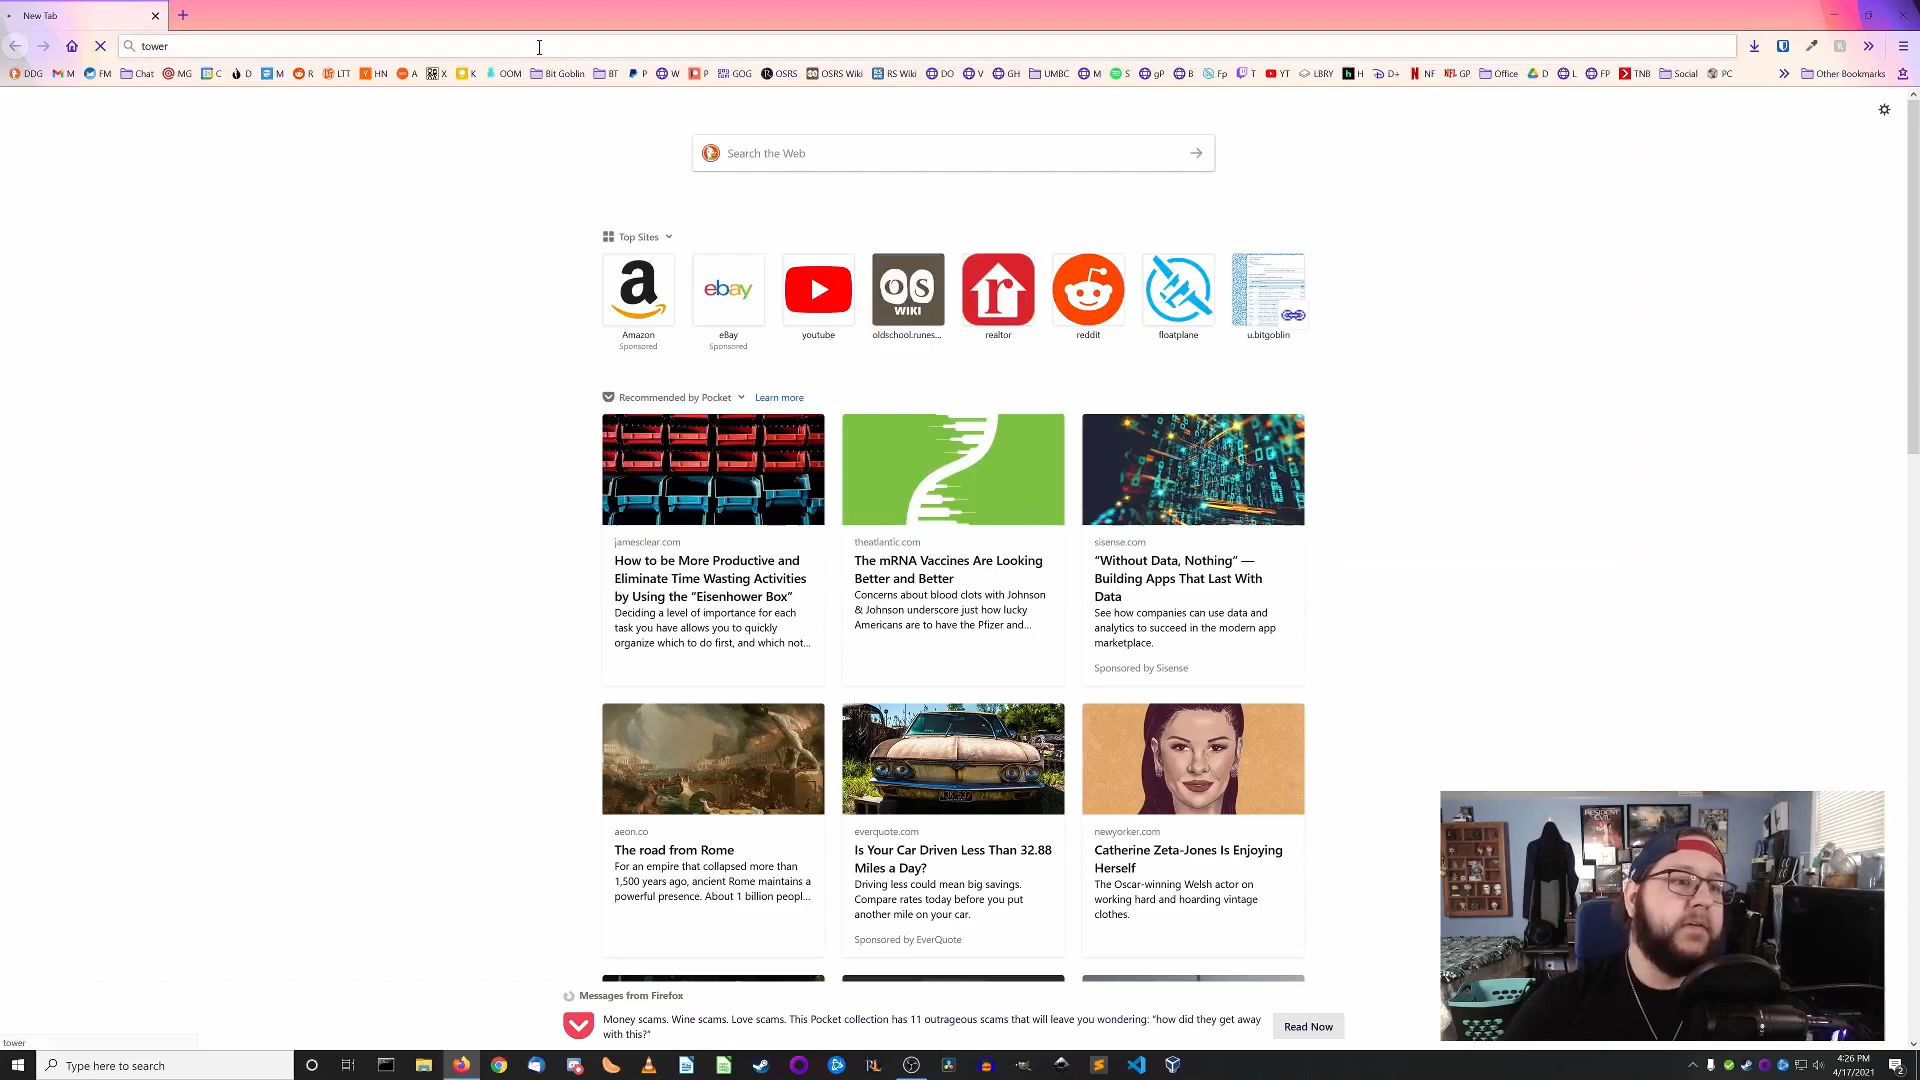 New Tab
tower
DDG M FM Chat MG C D M R LTT HN A X K OOM Bit Goblin BT P W P GOG OSRS OSRS Wiki RS Wiki DO V GH UMBC M S gP B Fp T YT LBRY H D+ NF GP Office D L FP TNB Social PC Other Bookmarks
Search the Web
Top Sites
a ebay OS WIKI r
Amazon eBay youtube oldschool.runes... realtor reddit floatplane u.bitgoblin
Sponsored Sponsored
Recommended by Pocket Learn more
jamesclear.com
How to be More Productive and
Eliminate Time Wasting Activities
by Using the “Eisenhower Box”
Deciding a level of importance for each
task you have allows you to quickly
organize which to do first, and which not...
theatlantic.com
The mRNA Vaccines Are Looking
Better and Better
Concerns about blood clots with Johnson
& Johnson underscore just how lucky
Americans are to have the Pfizer and...
sisense.com
“Without Data, Nothing” —
Building Apps That Last With
Data
See how companies can use data and
analytics to succeed in the modern app
marketplace.
Sponsored by Sisense
aeon.co
The road from Rome
For an empire that collapsed more than
1,500 years ago, ancient Rome maintains a
powerful presence. About 1 billion peopl...
N3K-537
everquote.com
Is Your Car Driven Less Than 32.88
Miles a Day?
Driving less could mean big savings.
Compare rates today before you put
another mile on your car.
Sponsored by EverQuote
newyorker.com
Catherine Zeta-Jones Is Enjoying
Herself
The Oscar-winning Welsh actor on
working hard and hoarding vintage
clothes.
RESIDENT EVIL
Messages from Firefox
Money scams. Wine scams. Love scams. This Pocket collection has 11 outrageous scams that will leave you wondering: “how did they get away
with this?”
Read Now
tower
Type here to search
4:26 PM
4/17/2021
2